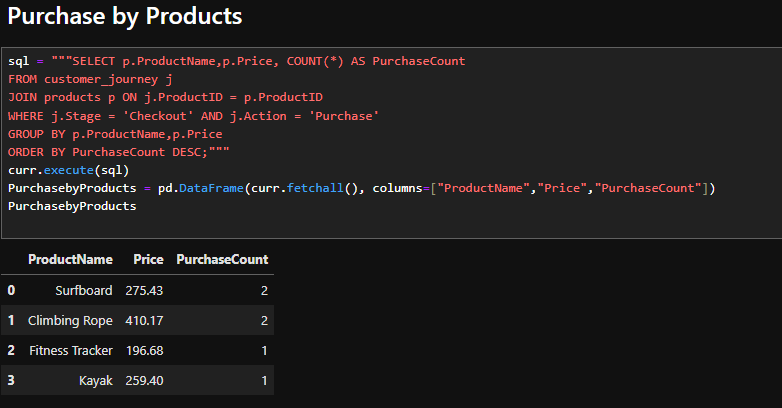 Purchase by Products
sql = """SELECT p.ProductName,p.Price, COUNT(*) AS PurchaseCount
FROM customer_journey j
JOIN products p ON j.ProductID = p.ProductID
WHERE j.Stage = 'Checkout' AND j.Action = 'Purchase'
GROUP BY p.ProductName,p.Price
ORDER BY PurchaseCount DESC;"""
curr.execute(sql)
PurchasebyProducts = pd.DataFrame(curr.fetchall(), columns=["ProductName","Price","PurchaseCount"])
PurchasebyProducts
ProductName Price PurchaseCount
0 Surfboard 275.43 2
1 Climbing Rope 410.17 2
2 Fitness Tracker 196.68 1
3 Kayak 259.40 1